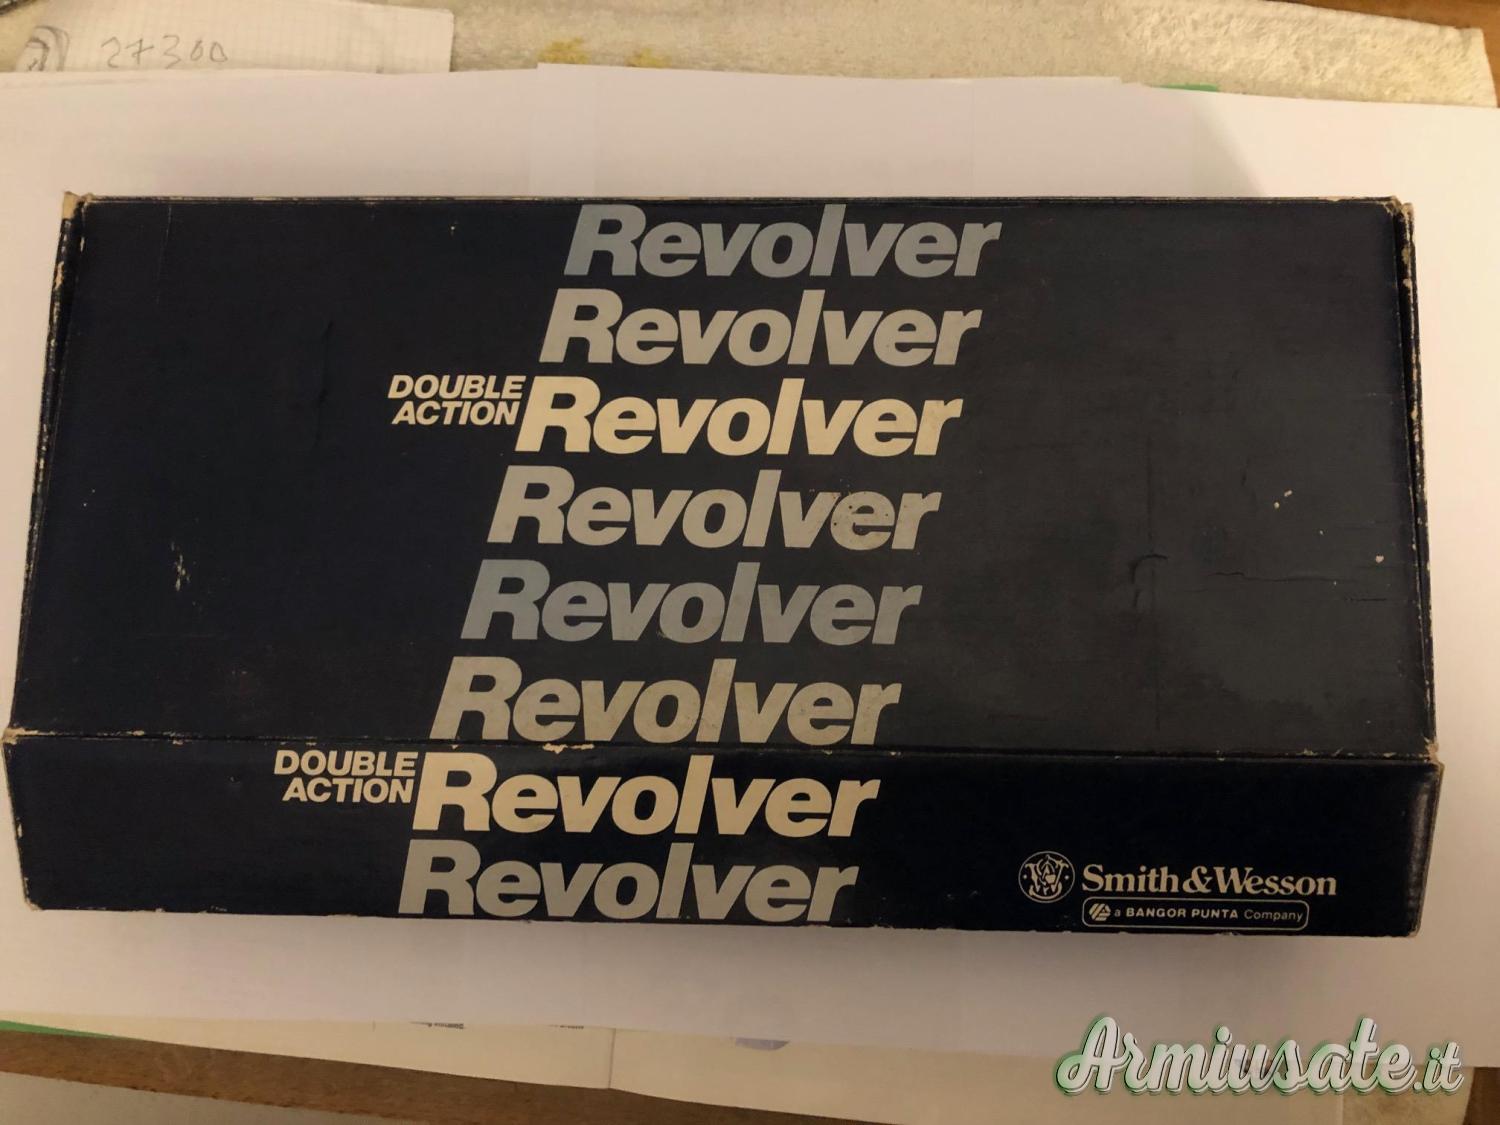 27300
Revolver
Revolver
DOUBLE
ACTION Revolver
Revolver
Revolver
Revolver
DOUBLE
ACTION Revolver
Revolver
Smith & Wesson
a BANGOR PUNTA Company
Armiusate.it